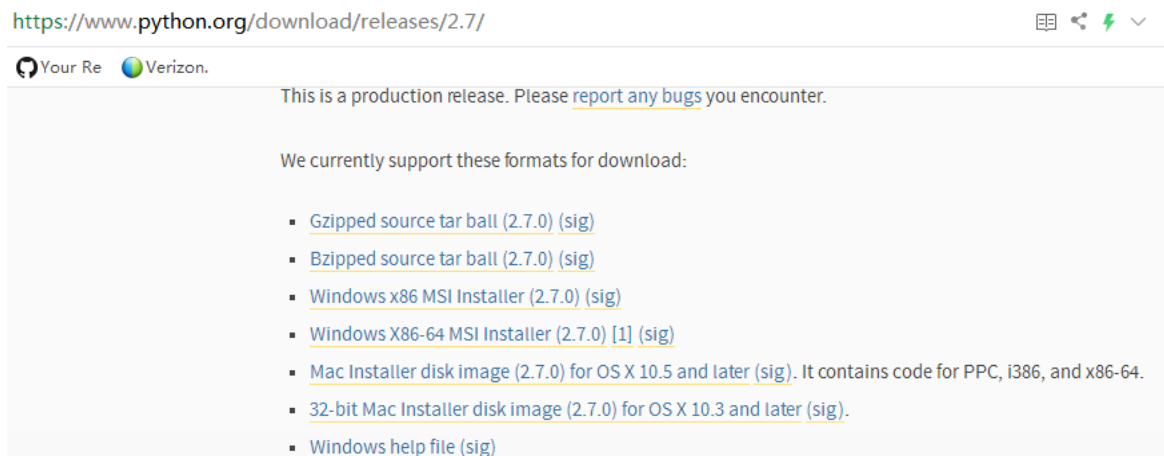 https://www.python.org/download/releases/2.7/
Your Re Verizon.
This is a production release. Please report any bugs you encounter.
We currently support these formats for download:
▪ Gzipped source tar ball (2.7.0) (sig)
▪ Bzipped source tar ball (2.7.0) (sig)
▪ Windows x86 MSI Installer (2.7.0) (sig)
▪ Windows X86-64 MSI Installer (2.7.0) [1] (sig)
▪ Mac Installer disk image (2.7.0) for OS X 10.5 and later (sig). It contains code for PPC, i386, and x86-64.
▪ 32-bit Mac Installer disk image (2.7.0) for OS X 10.3 and later (sig).
▪ Windows help file (sig)